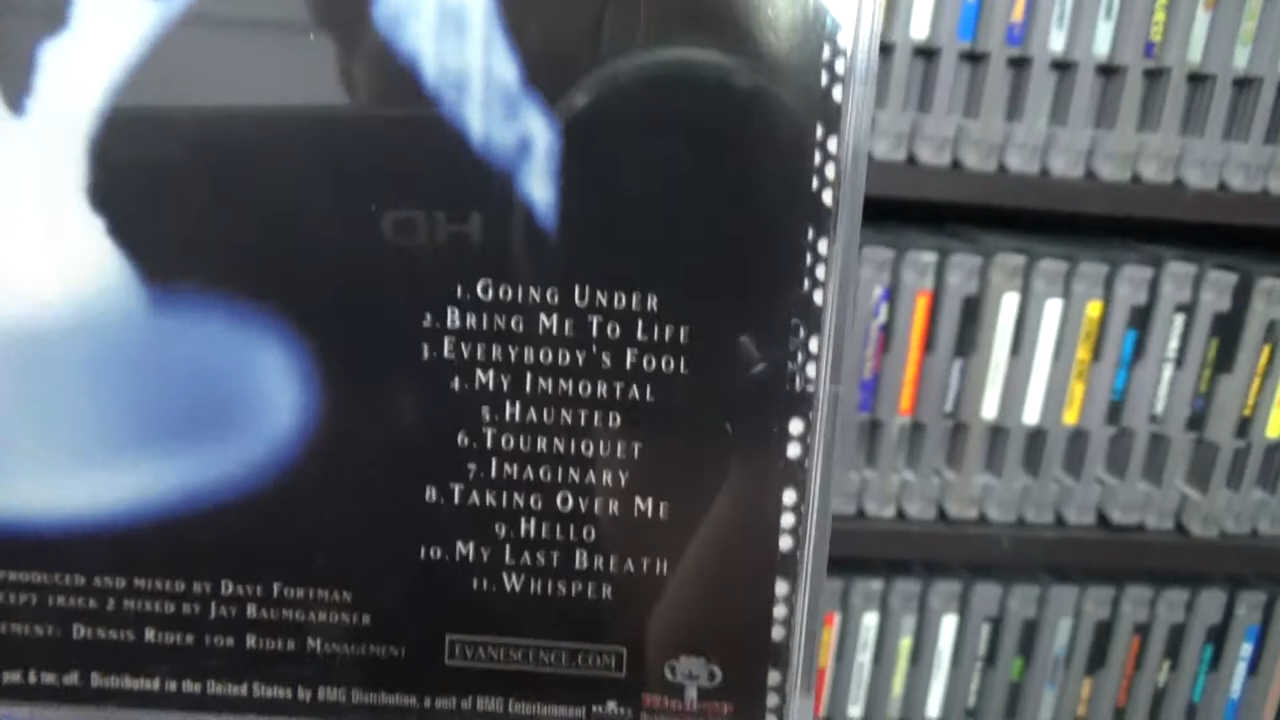 1. GOING UNDER
2. BRING ME TO LIFE
3. EVERYBODY'S FOOL
4. MY IMMORTAL
5. HAUNTED
6. TOURNIQUET
7. IMAGINARY
8. TAKING OVER ME
9. HELLO
10. MY LAST BREATH
11. WHISPER
PRODUCED AND MIXED BY DAVE FORTMAN
TRACK 2 MIXED BY JAY BAUMGARDNER
DENNIS RIDER FOR RIDER MANAGEMENT
EVANESCENCE.COM
Distributed in the United States by BMG Distribution, a unit of BMG Entertainment